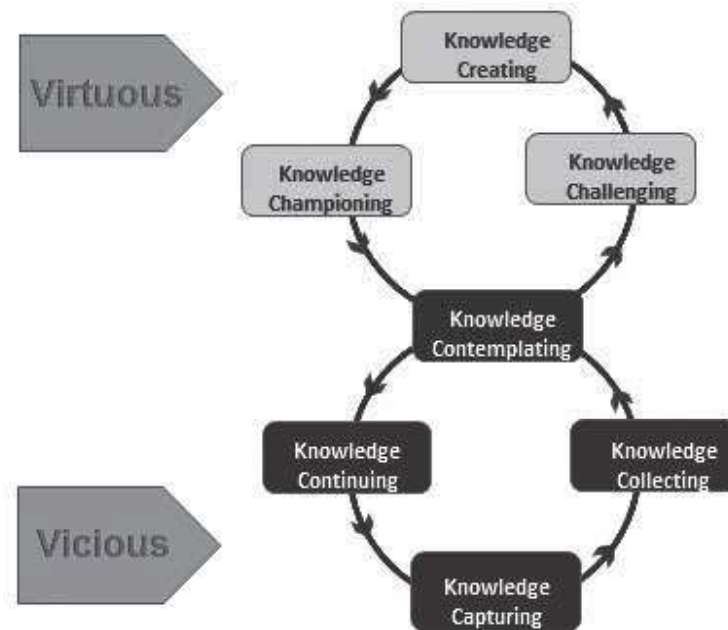 Knowledge
Creating
Virtuous
Knowledge
Championing
Knowledge
Challenging
Knowledge
Contemplating
Knowledge
Continuing
Knowledge
Collecting
Vicious
Knowledge
Capturing